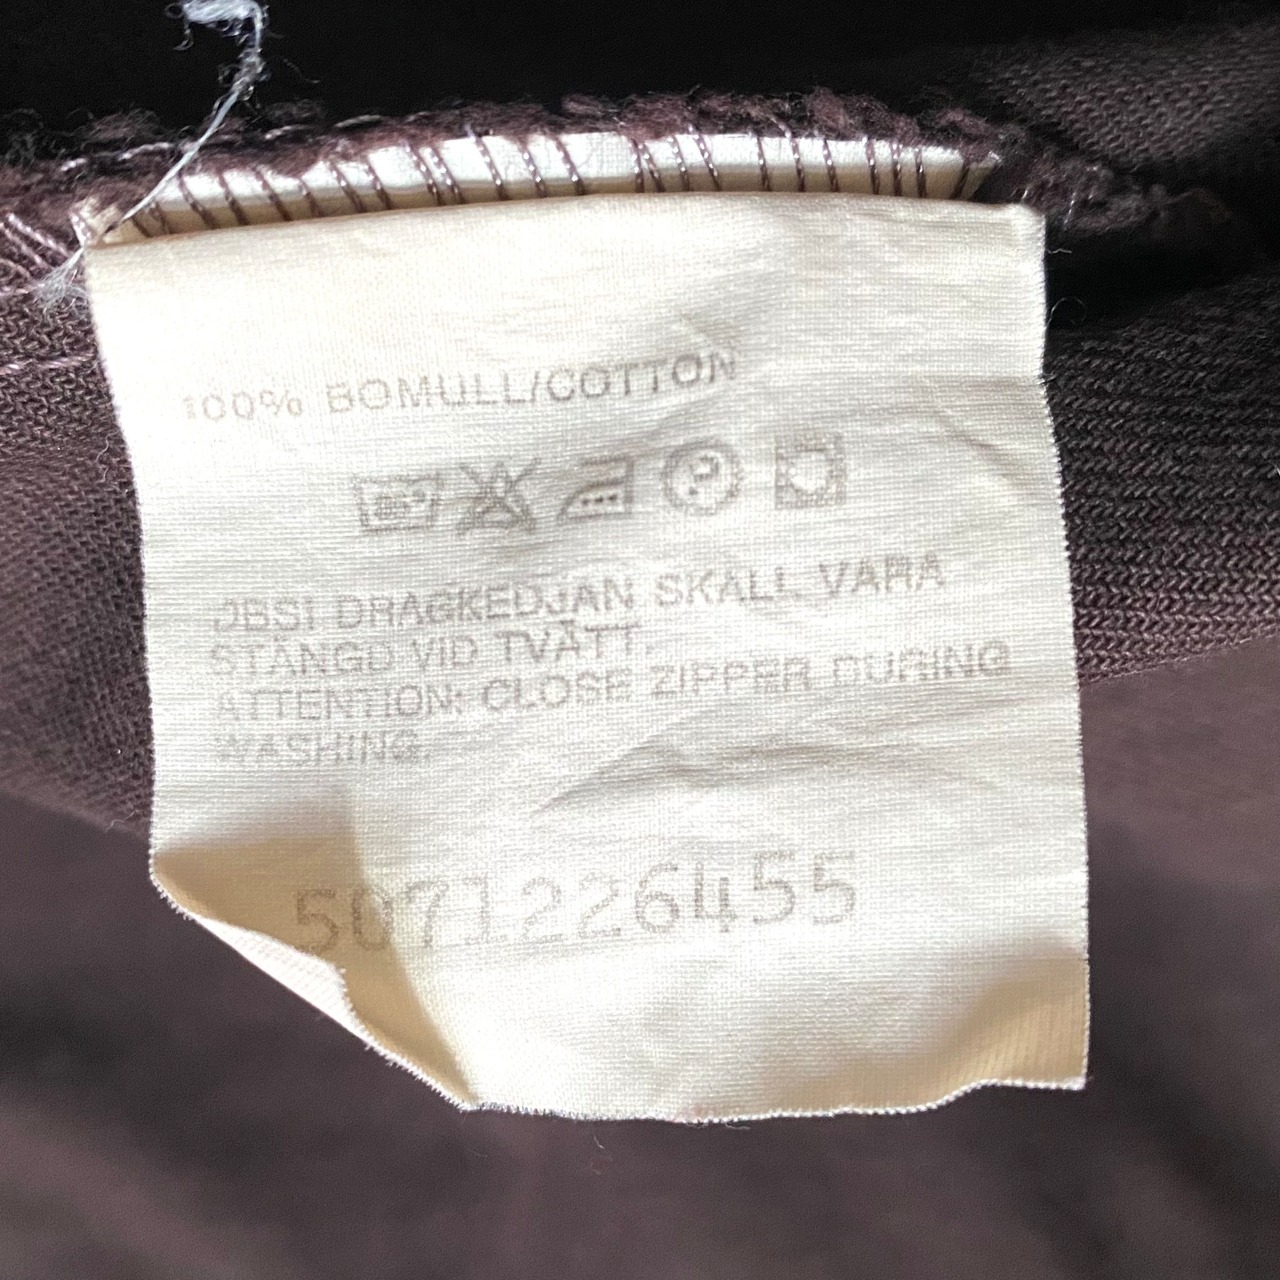 100% BOMULL/COTTON
OBS! DRAGKEDJAN SKALL VARA
STÄNGD VID TVÄTT.
ATTENTION: CLOSE ZIPPER DURING
WASHING.
5071226455